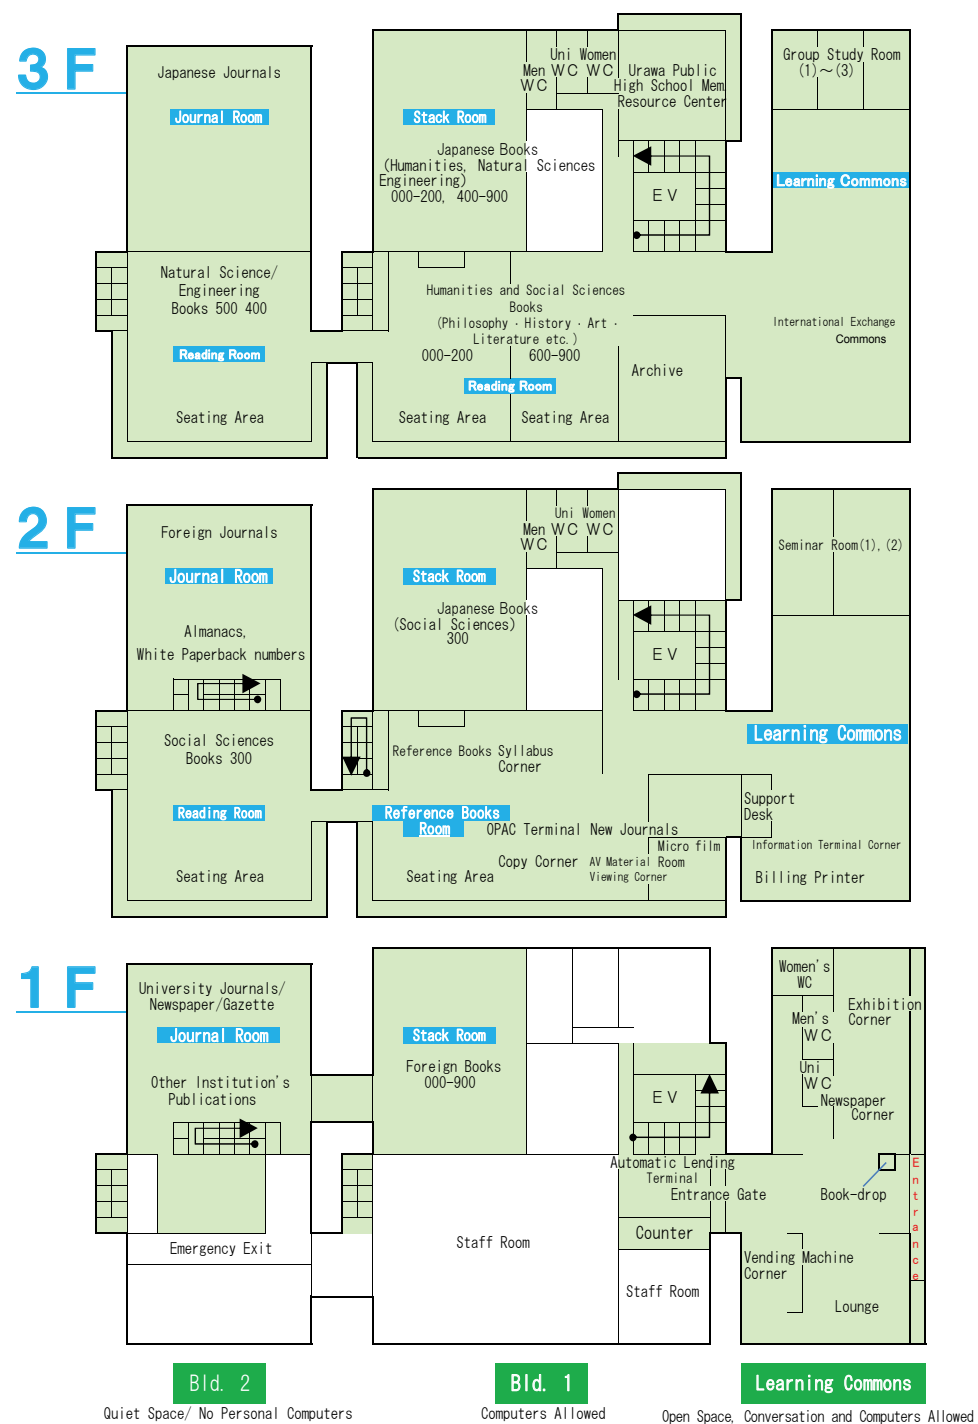 3F
Japanese Journals
Journal Room
Natural Science/
Engineering
Books 500 400
Reading Room
Seating Area
Stack Room
Japanese Books
(Humanities, Natural Sciences
Engineering)
000-200, 400-900
Men
WC
Uni
WC
Women
WC
Urawa Public
High School Mem.
Resource Center
EV
Humanities and Social Sciences
Books
(Philosophy・History・Art・
Literature etc.)
000-200
600-900
Reading Room
Seating Area
Seating Area
Archive
Group Study Room
(1)～(3)
Learning Commons
International Exchange
Commons
2F
Foreign Journals
Journal Room
Almanacs,
White Paperback numbers
Social Sciences
Books 300
Reading Room
Seating Area
Stack Room
Japanese Books
(Social Sciences)
300
Men
WC
Uni
Women
WC
EV
Reference Books
Syllabus
Corner
Reference Books
Room
OPAC Terminal
New Journals
Copy Corner
AV Material
Viewing Corner
Micro film
Room
Seating Area
Seminar Room(1),(2)
Learning Commons
Support
Desk
Information Terminal Corner
Billing Printer
1F
University Journals/
Newspaper/Gazette
Journal Room
Other Institution's
Publications
Emergency Exit
Stack Room
Foreign Books
000-900
EV
Automatic Lending
Terminal
Entrance Gate
Counter
Staff Room
Staff Room
Women's
WC
Men's
WC
Uni
WC
Exhibition
Corner
Newspaper
Corner
Book-drop
Entrance
Vending Machine
Corner
Lounge
Bld. 2
Quiet Space/ No Personal Computers
Bld. 1
Computers Allowed
Learning Commons
Open Space, Conversation and Computers Allowed